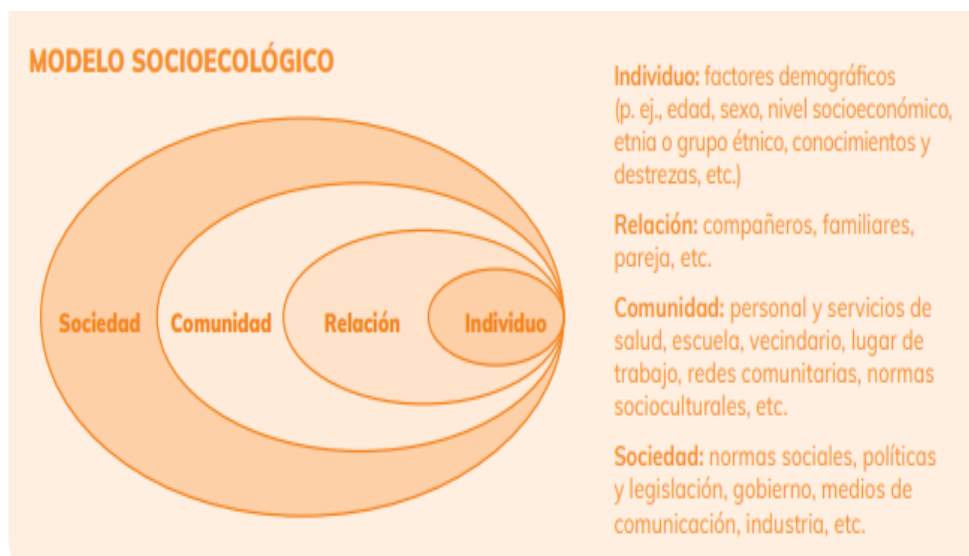 MODELO SOCIOECOLÓGICO
Sociedad
Comunidad
Relación
Individuo
Individuo: factores demográficos
(p. ej., edad, sexo, nivel socioeconómico,
etnia o grupo étnico, conocimientos y
destrezas, etc.)
Relación: compañeros, familiares,
pareja, etc.
Comunidad: personal y servicios de
salud, escuela, vecindario, lugar de
trabajo, redes comunitarias, normas
socioculturales, etc.
Sociedad: normas sociales, políticas
y legislación, gobierno, medios de
comunicación, industria, etc.